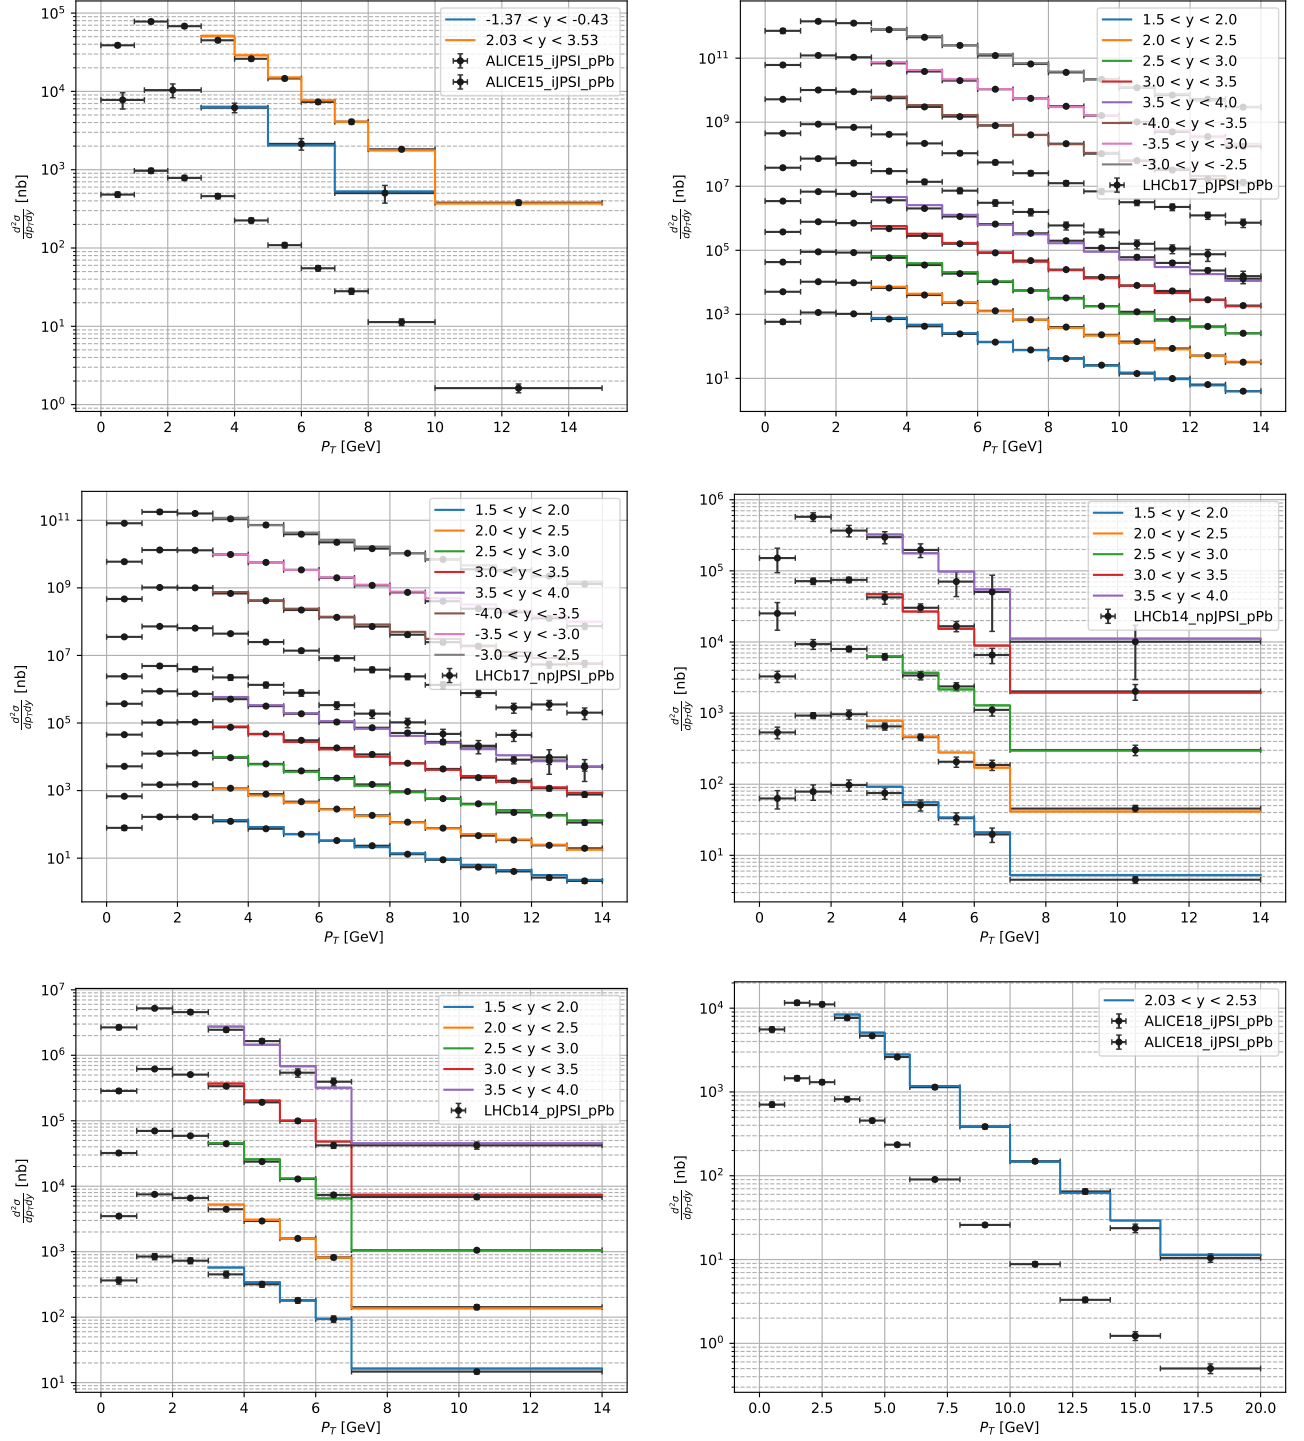 10^5
10^4
10^3
10^2
10^1
10^0
d²σ/dp_Tdy [nb]
0 2 4 6 8 10 12 14
P_T [GeV]
-1.37 < y < -0.43
2.03 < y < 3.53
ALICE15_iJPSI_pPb
ALICE15_iJPSI_pPb
10^11
10^9
10^7
10^5
10^3
10^1
d²σ/dp_Tdy [nb]
0 2 4 6 8 10 12 14
P_T [GeV]
1.5 < y < 2.0
2.0 < y < 2.5
2.5 < y < 3.0
3.0 < y < 3.5
3.5 < y < 4.0
-4.0 < y < -3.5
-3.5 < y < -3.0
-3.0 < y < -2.5
LHCb17_pJPSI_pPb
10^11
10^9
10^7
10^5
10^3
10^1
d²σ/dp_Tdy [nb]
0 2 4 6 8 10 12 14
P_T [GeV]
1.5 < y < 2.0
2.0 < y < 2.5
2.5 < y < 3.0
3.0 < y < 3.5
3.5 < y < 4.0
-4.0 < y < -3.5
-3.5 < y < -3.0
-3.0 < y < -2.5
LHCb17_npJPSI_pPb
10^6
10^5
10^4
10^3
10^2
10^1
d²σ/dp_Tdy [nb]
0 2 4 6 8 10 12 14
P_T [GeV]
1.5 < y < 2.0
2.0 < y < 2.5
2.5 < y < 3.0
3.0 < y < 3.5
3.5 < y < 4.0
LHCb14_npJPSI_pPb
10^7
10^6
10^5
10^4
10^3
10^2
10^1
d²σ/dp_Tdy [nb]
0 2 4 6 8 10 12 14
P_T [GeV]
1.5 < y < 2.0
2.0 < y < 2.5
2.5 < y < 3.0
3.0 < y < 3.5
3.5 < y < 4.0
LHCb14_pJPSI_pPb
10^4
10^3
10^2
10^1
10^0
d²σ/dp_Tdy [nb]
0.0 2.5 5.0 7.5 10.0 12.5 15.0 17.5 20.0
P_T [GeV]
2.03 < y < 2.53
ALICE18_iJPSI_pPb
ALICE18_iJPSI_pPb